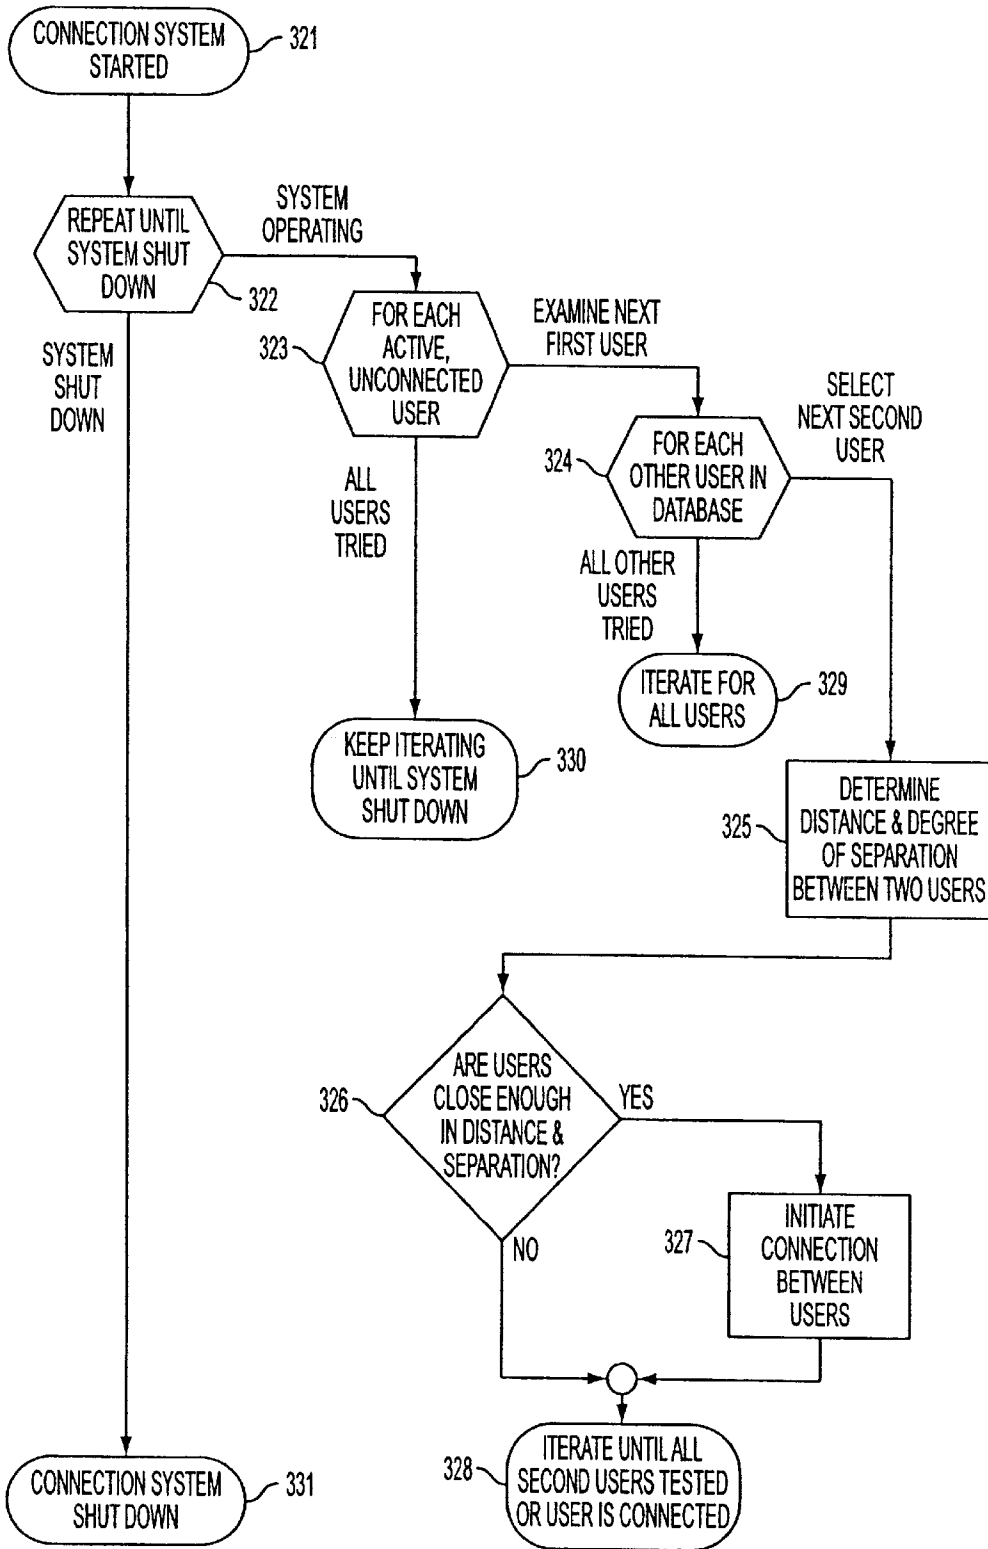 CONNECTION SYSTEM
STARTED
321
REPEAT UNTIL
SYSTEM SHUT
DOWN
322
SYSTEM
OPERATING
SYSTEM
SHUT
DOWN
323
FOR EACH
ACTIVE,
UNCONNECTED
USER
EXAMINE NEXT
FIRST USER
ALL
USERS
TRIED
324
FOR EACH
OTHER USER IN
DATABASE
SELECT
NEXT SECOND
USER
ALL OTHER
USERS
TRIED
ITERATE FOR
ALL USERS
329
KEEP ITERATING
UNTIL SYSTEM
SHUT DOWN
330
325
DETERMINE
DISTANCE & DEGREE
OF SEPARATION
BETWEEN TWO USERS
326
ARE USERS
CLOSE ENOUGH
IN DISTANCE &
SEPARATION?
YES
NO
327
INITIATE
CONNECTION
BETWEEN
USERS
328
ITERATE UNTIL ALL
SECOND USERS TESTED
OR USER IS CONNECTED
CONNECTION SYSTEM
SHUT DOWN
331